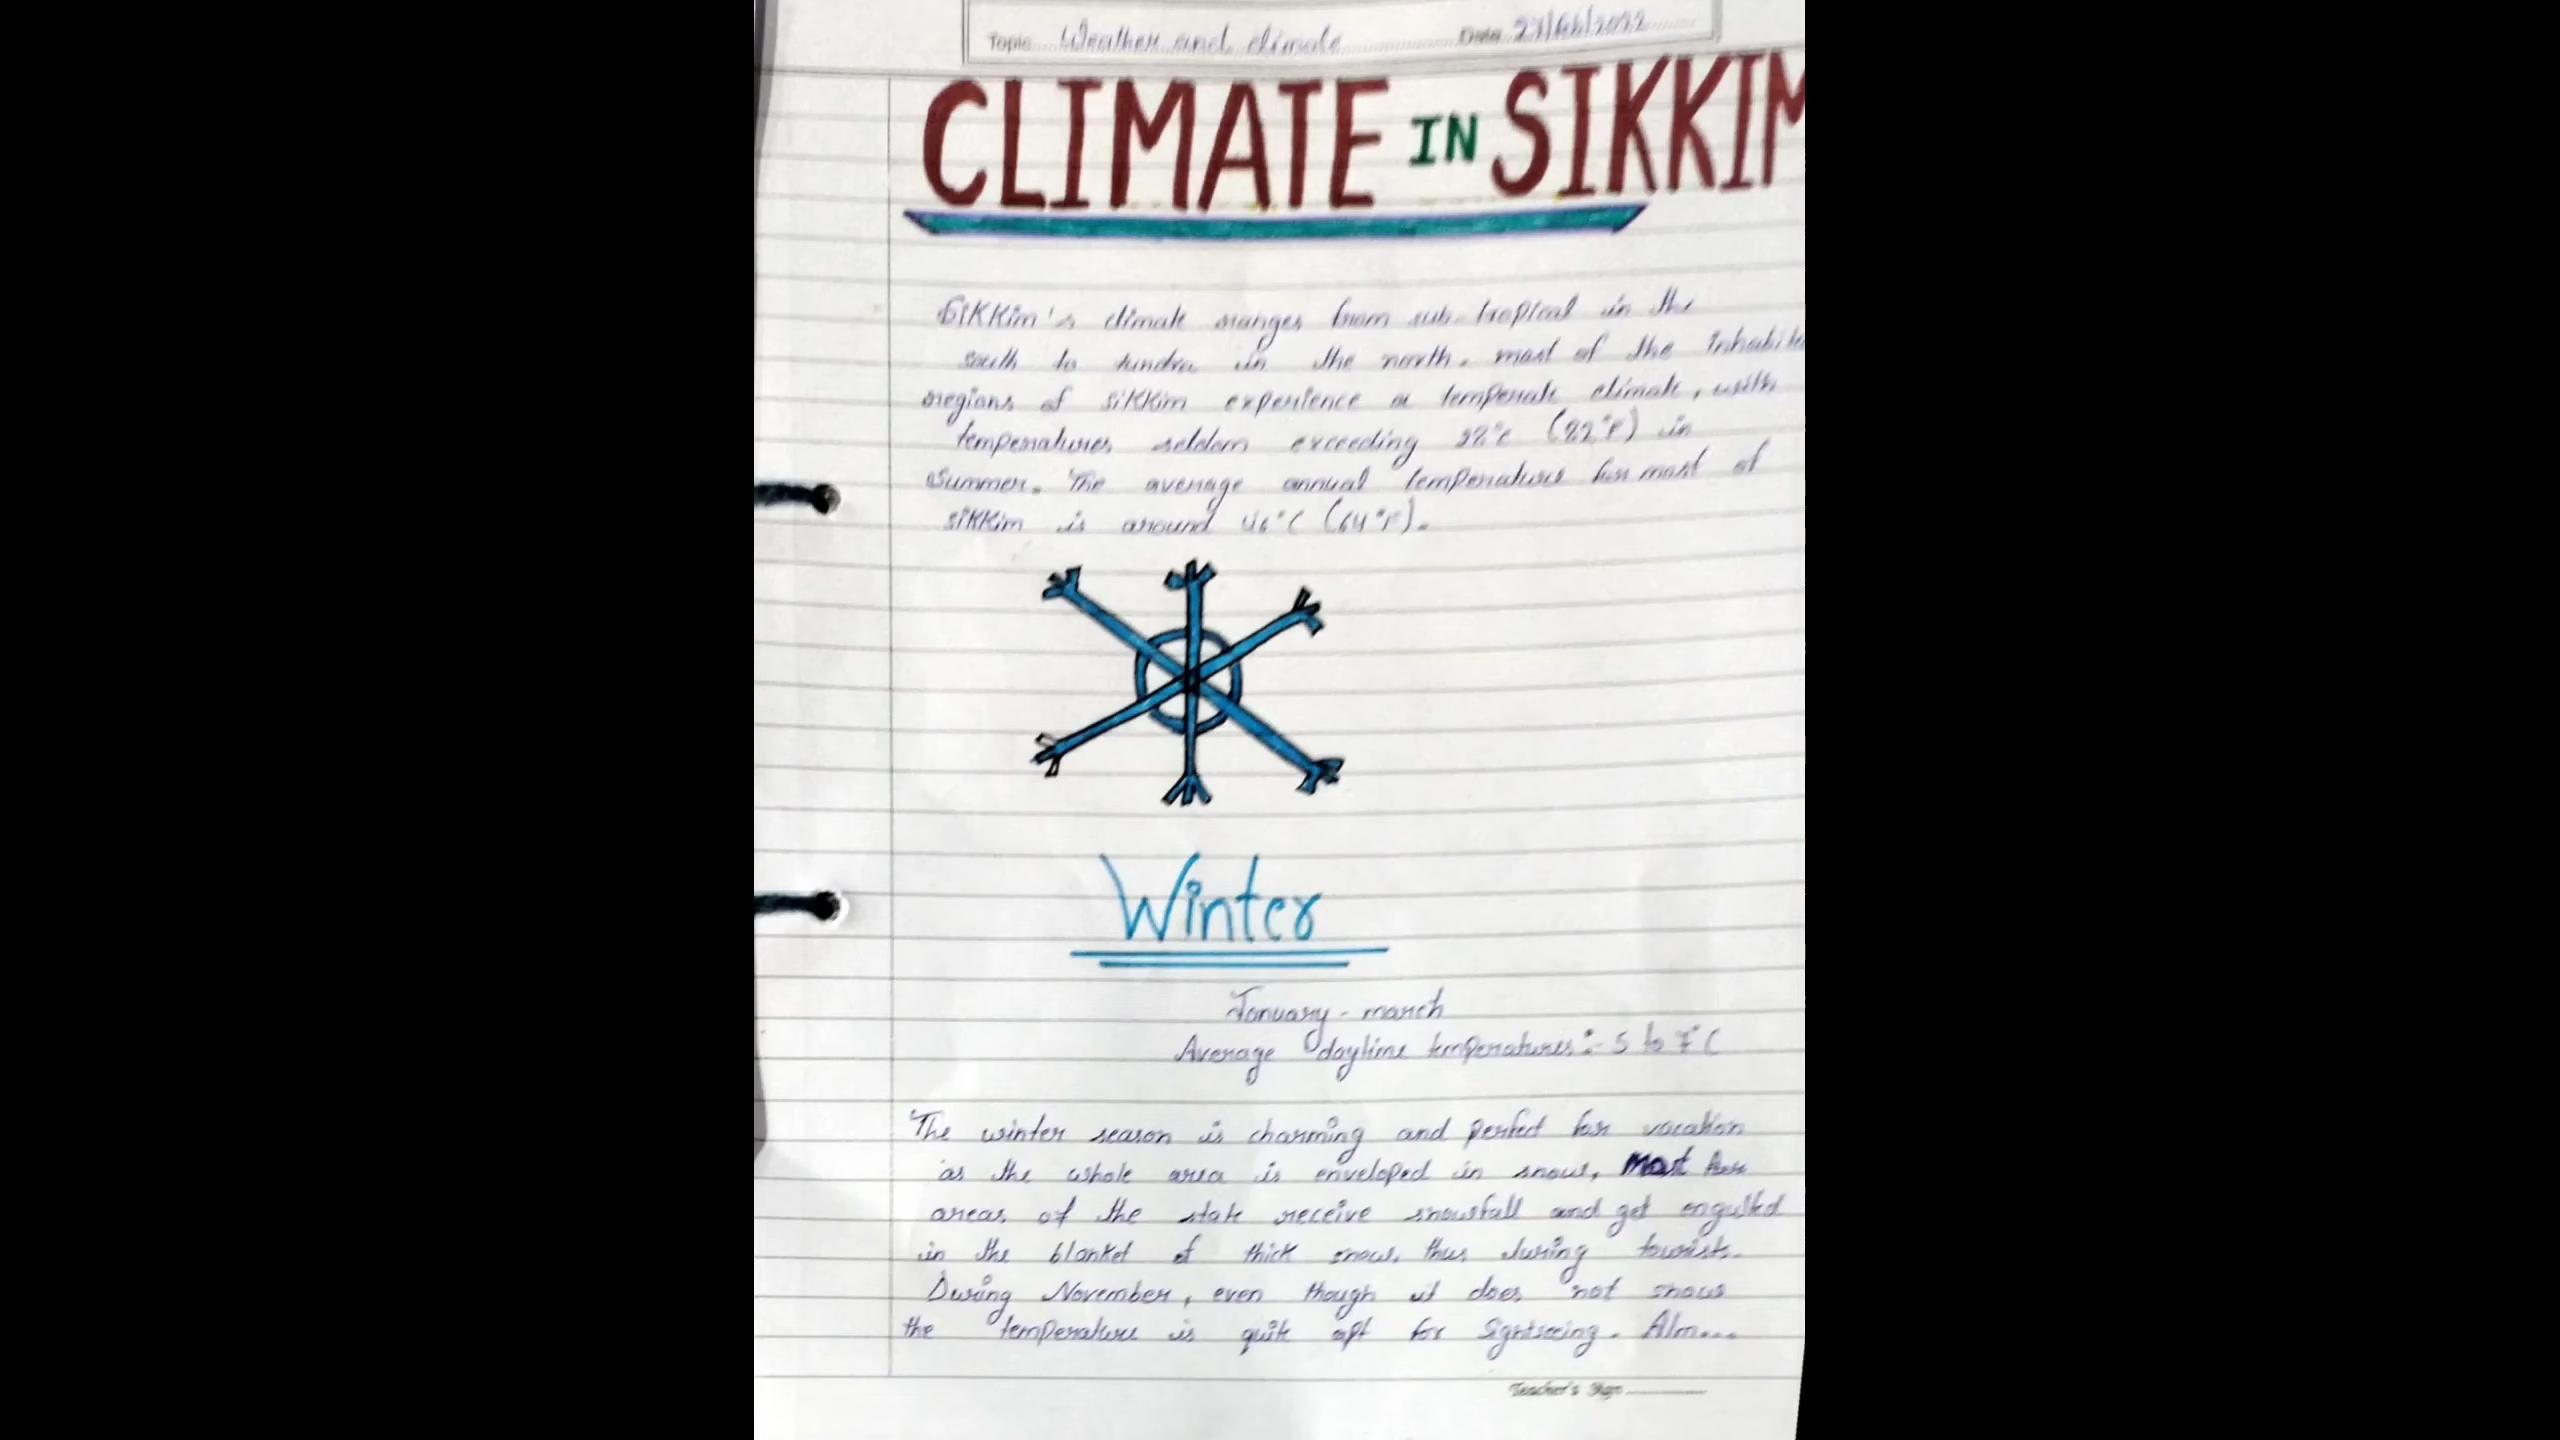 Topic Weather and climate Date
CLIMATE IN SIKKIM
Sikkim's climate ranges from sub-tropical in the
south to tundra in the north. most of the inhabite
regions of sikkim experience a temperate climate, with
temperatures seldom exceeding 28°c (82°F) in
Summer. The average annual temperature for most of
sikkim is around (64°F).
Winter
January - march
Average daytime temperatures :- 5 to 7 C
The winter season is charming and perfect for vacation
as the whole area is enveloped in snow, most
areas of the state receive snowfall and get engulfed
in the blanket of thick snow, thus during tourists.
During November, even though it does not snow
the temperature is quite apt for Sightseeing. Alm...
Teacher's Sign